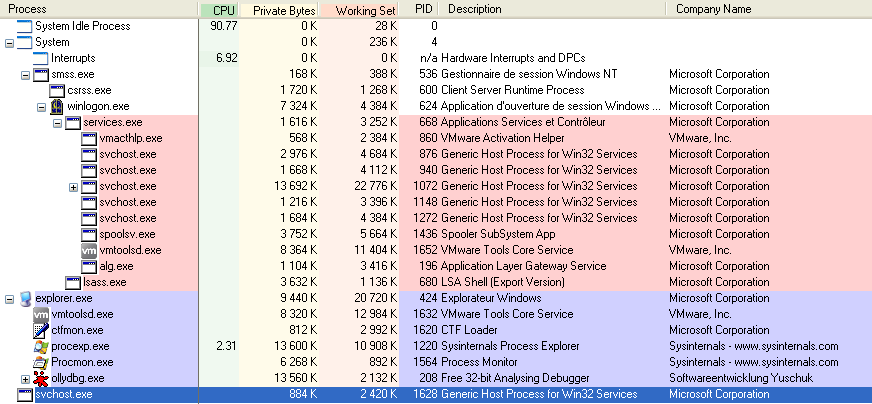 Process CPU Private Bytes Working Set PID Description Company Name
System Idle Process 90.77 0 K 28 K 0
System 0 K 236 K 4
Interrupts 6.92 0 K 0 K n/a Hardware Interrupts and DPCs
smss.exe 168 K 388 K 536 Gestionnaire de session Windows NT Microsoft Corporation
csrss.exe 1 720 K 1 268 K 600 Client Server Runtime Process Microsoft Corporation
winlogon.exe 7 324 K 4 384 K 624 Application d'ouverture de session Windows ... Microsoft Corporation
services.exe 1 616 K 3 252 K 668 Applications Services et Contrôleur Microsoft Corporation
vmacthlp.exe 568 K 2 384 K 860 VMware Activation Helper VMware, Inc.
svchost.exe 2 976 K 4 684 K 876 Generic Host Process for Win32 Services Microsoft Corporation
svchost.exe 1 668 K 4 112 K 940 Generic Host Process for Win32 Services Microsoft Corporation
svchost.exe 13 692 K 22 776 K 1072 Generic Host Process for Win32 Services Microsoft Corporation
svchost.exe 1 216 K 3 396 K 1148 Generic Host Process for Win32 Services Microsoft Corporation
svchost.exe 1 684 K 4 384 K 1272 Generic Host Process for Win32 Services Microsoft Corporation
spoolsv.exe 3 752 K 5 664 K 1436 Spooler SubSystem App Microsoft Corporation
vm vmtoolsd.exe 8 364 K 11 404 K 1652 VMware Tools Core Service VMware, Inc.
alg.exe 1 104 K 3 416 K 196 Application Layer Gateway Service Microsoft Corporation
lsass.exe 3 632 K 1 136 K 680 LSA Shell (Export Version) Microsoft Corporation
explorer.exe 9 440 K 20 720 K 424 Explorateur Windows Microsoft Corporation
vm vmtoolsd.exe 8 320 K 12 984 K 1632 VMware Tools Core Service VMware, Inc.
ctfmon.exe 812 K 2 992 K 1620 CTF Loader Microsoft Corporation
procexp.exe 2.31 13 600 K 10 908 K 1220 Sysinternals Process Explorer Sysinternals - www.sysinternals.com
Procmon.exe 6 268 K 892 K 1564 Process Monitor Sysinternals - www.sysinternals.com
ollydbg.exe 13 560 K 2 132 K 208 Free 32-bit Analysing Debugger Softwareentwicklung Yuschuk
svchost.exe 884 K 2 420 K 1628 Generic Host Process for Win32 Services Microsoft Corporation